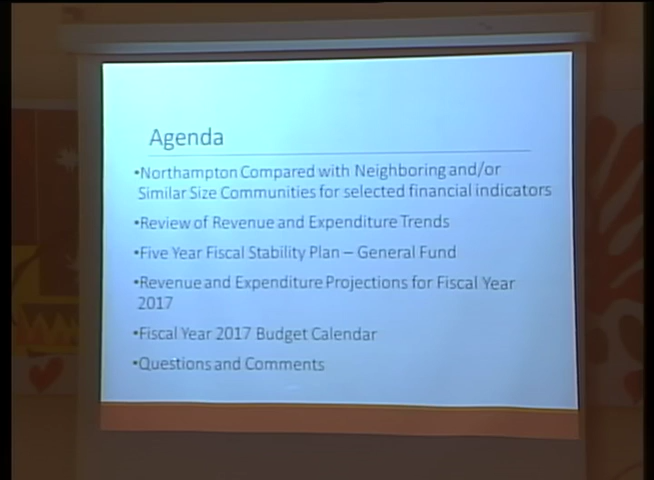 Agenda
•Northampton Compared with Neighboring and/or
Similar Size Communities for selected financial indicators
•Review of Revenue and Expenditure Trends
•Five Year Fiscal Stability Plan – General Fund
•Revenue and Expenditure Projections for Fiscal Year
2017
•Fiscal Year 2017 Budget Calendar
•Questions and Comments